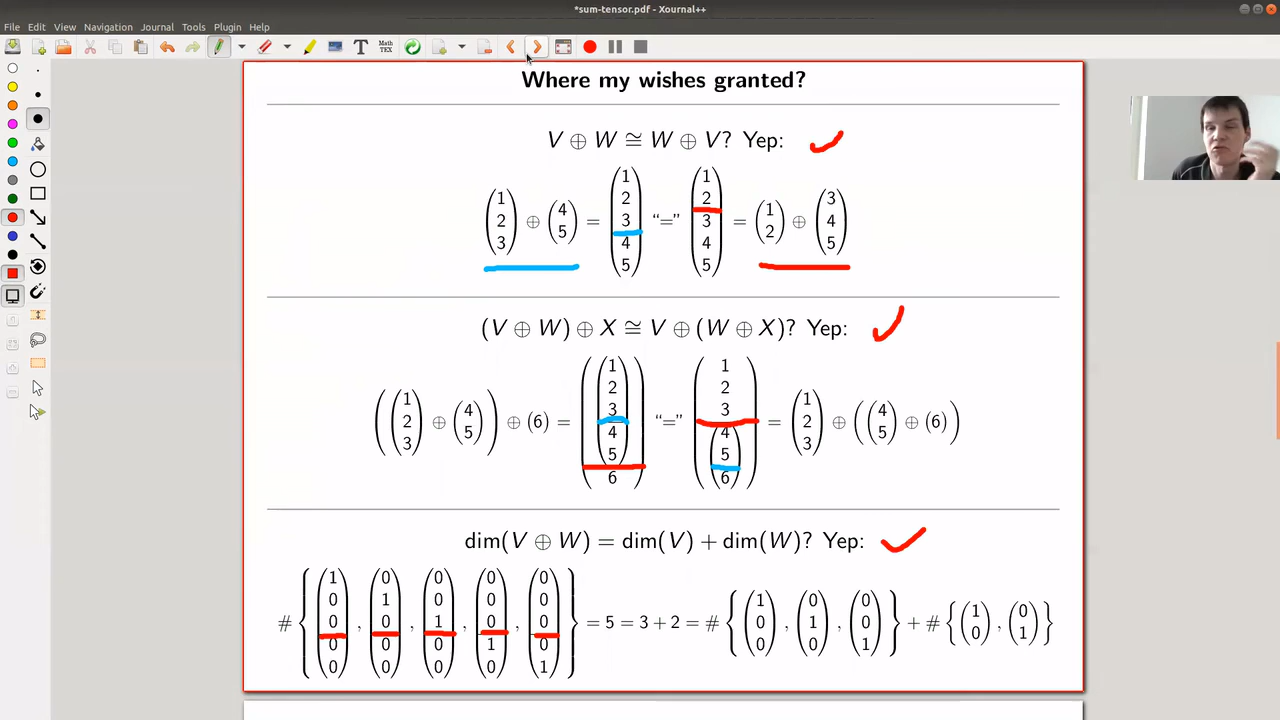 *sum-tensor.pdf - Xournal++
File Edit View Navigation Journal Tools Plugin Help
T Math TEX
Where my wishes granted?
V ⊕ W ≅ W ⊕ V? Yep:
(1 2 3) ⊕ (4 5) = (1 2 3 4 5) “=” (1 2 3 4 5) = (1 2) ⊕ (3 4 5)
(V ⊕ W) ⊕ X ≅ V ⊕ (W ⊕ X)? Yep:
((1 2 3) ⊕ (4 5)) ⊕ (6) = ((1 2 3 4 5) 6) “=” (1 2 3 (4 5 6)) = (1 2 3) ⊕ ((4 5) ⊕ (6))
dim(V ⊕ W) = dim(V) + dim(W)? Yep:
# {(1 0 0 0 0), (0 1 0 0 0), (0 0 1 0 0), (0 0 0 1 0), (0 0 0 0 1)} = 5 = 3 + 2 = # {(1 0 0), (0 1 0), (0 0 1)} + # {(1 0), (0 1)}